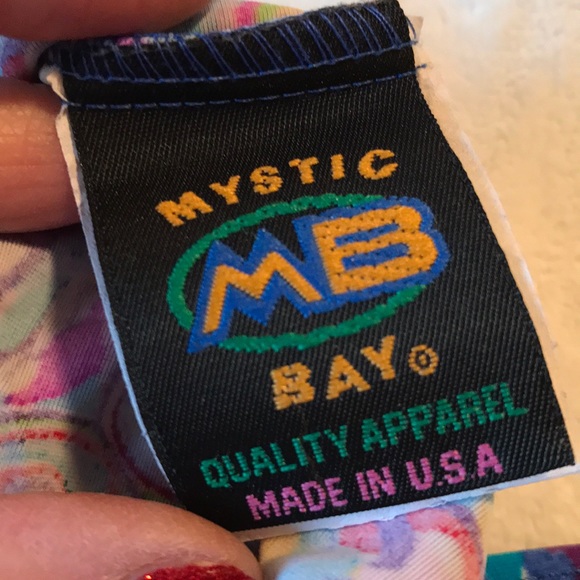 MYSTIC
MB
BAY®
QUALITY APPAREL
MADE IN U.S.A